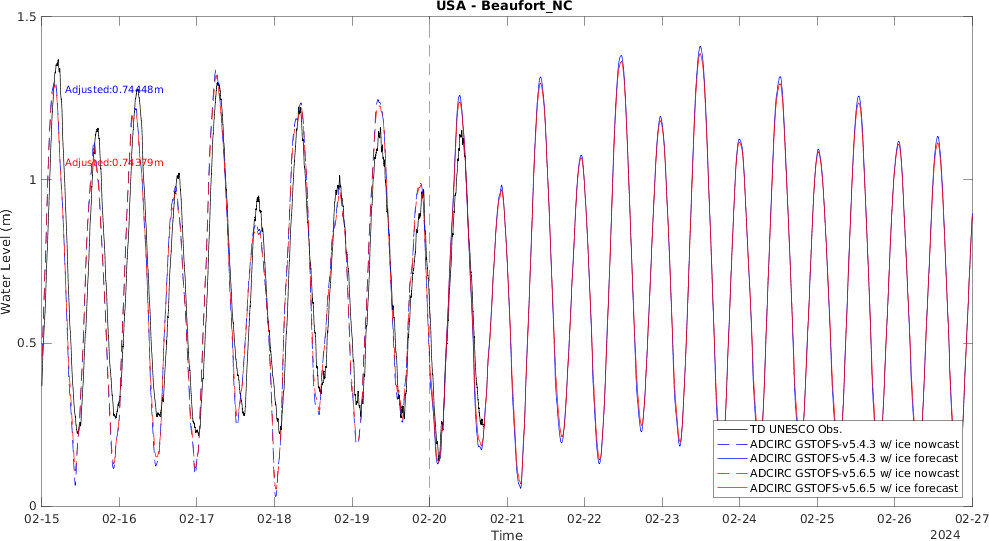 USA - Beaufort_NC
1.5
1
0.5
0
Water Level (m)
Adjusted:0.74448m
Adjusted:0.74379m
TD UNESCO Obs.
ADCIRC GSTOFS-v5.4.3 w/ ice nowcast
ADCIRC GSTOFS-v5.4.3 w/ ice forecast
ADCIRC GSTOFS-v5.6.5 w/ ice nowcast
ADCIRC GSTOFS-v5.6.5 w/ ice forecast
02-15 02-16 02-17 02-18 02-19 02-20 02-21 02-22 02-23 02-24 02-25 02-26 02-27
Time
2024